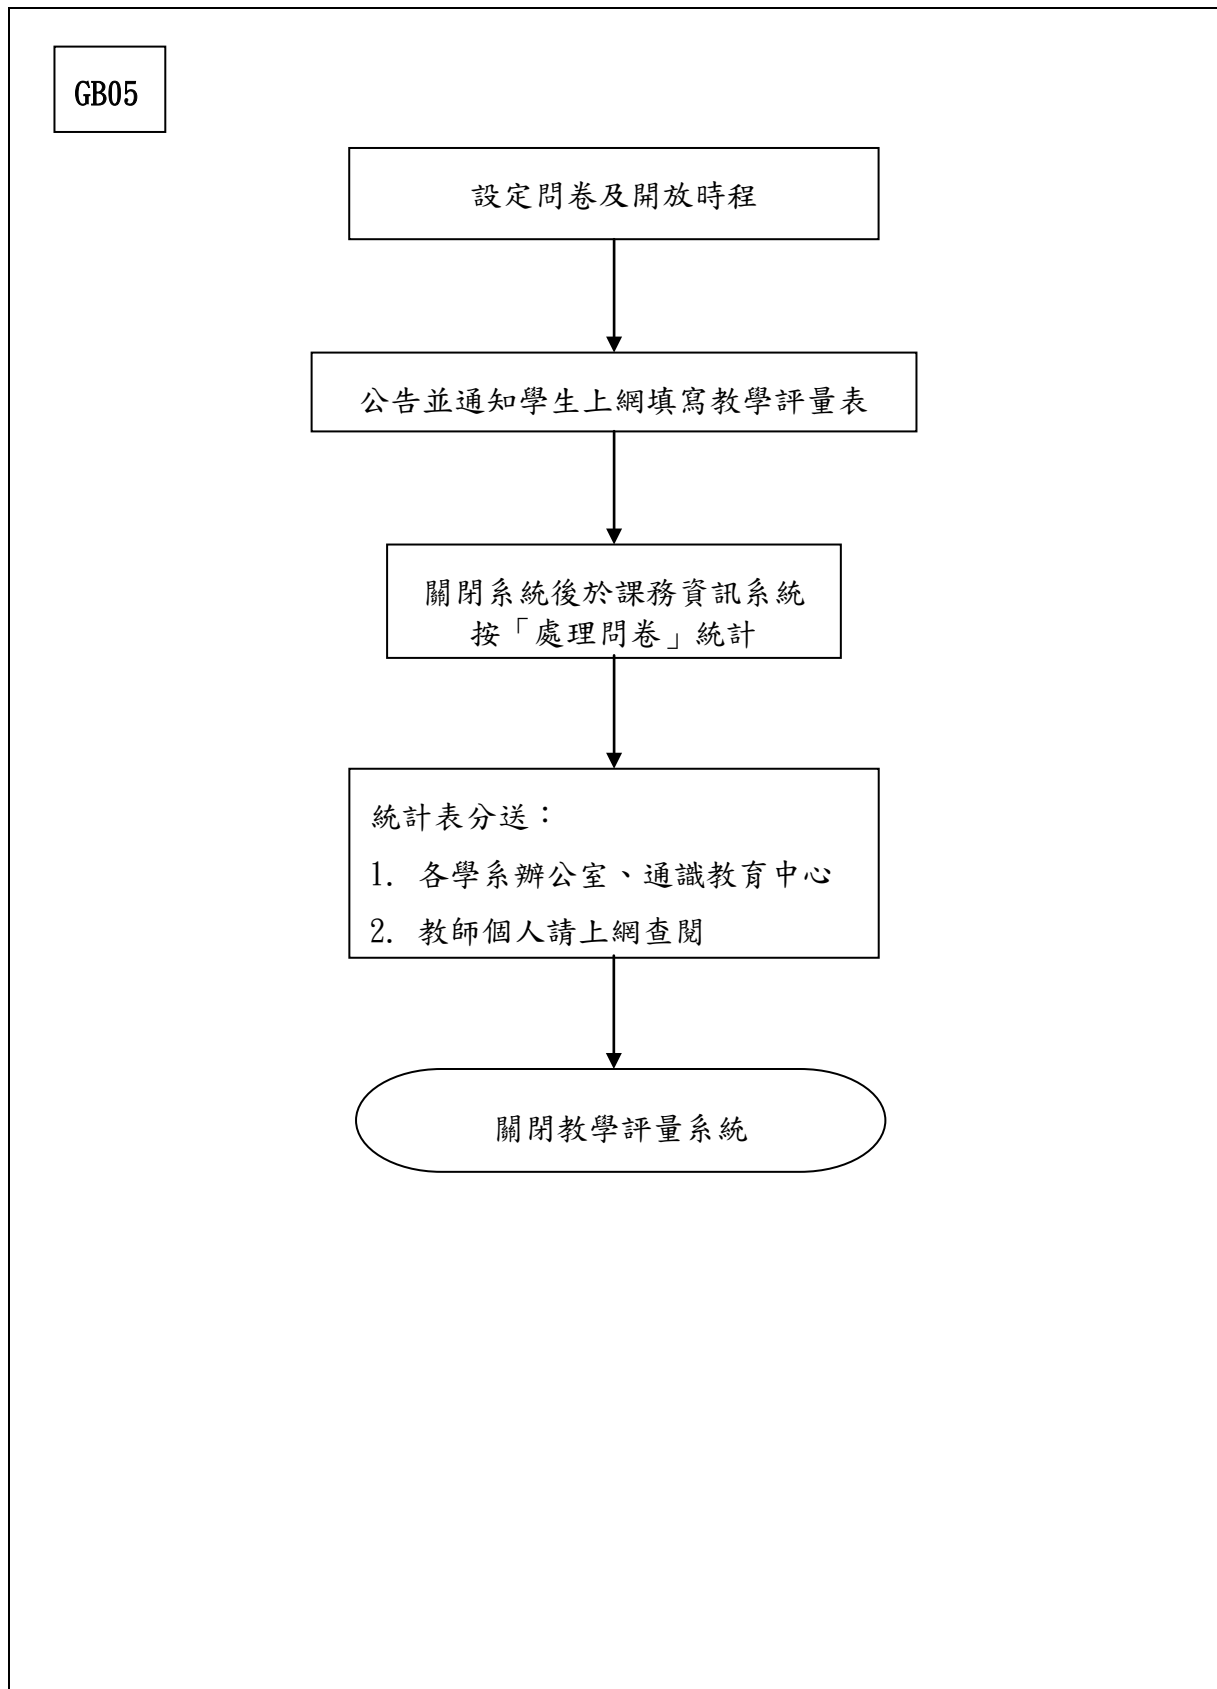 GB05
設定問卷及開放時程
公告並通知學生上網填寫教學評量表
關閉系統後於課務資訊系統
按「處理問卷」統計
統計表分送：
1. 各學系辦公室、通識教育中心
2. 教師個人請上網查閱
關閉教學評量系統